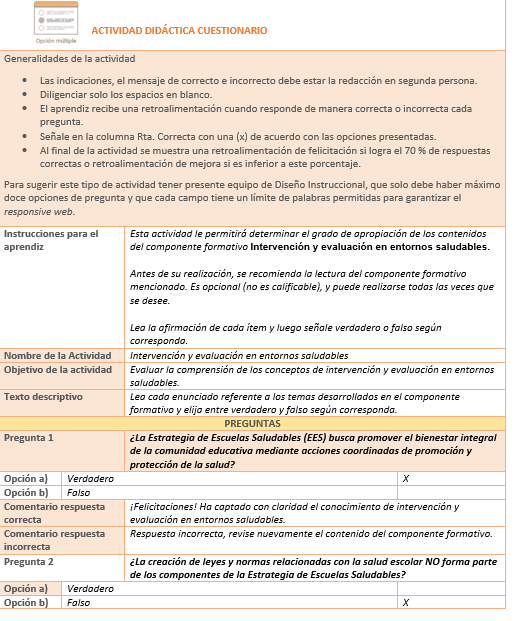 Opción múltiple
ACTIVIDAD DIDÁCTICA CUESTIONARIO
Generalidades de la actividad
• Las indicaciones, el mensaje de correcto e incorrecto debe estar la redacción en segunda persona.
• Diligenciar solo los espacios en blanco.
• El aprendiz recibe una retroalimentación cuando responde de manera correcta o incorrecta cada
pregunta.
• Señale en la columna Rta. Correcta con una (x) de acuerdo con las opciones presentadas.
• Al final de la actividad se muestra una retroalimentación de felicitación si logra el 70 % de respuestas
correctas o retroalimentación de mejora si es inferior a este porcentaje.
Para sugerir este tipo de actividad tener presente equipo de Diseño Instruccional, que solo debe haber máximo
doce opciones de pregunta y que cada campo tiene un límite de palabras permitidas para garantizar el
responsive web.
Instrucciones para el
aprendiz
Esta actividad le permitirá determinar el grado de apropiación de los contenidos
del componente formativo Intervención y evaluación en entornos saludables.
Antes de su realización, se recomienda la lectura del componente formativo
mencionado. Es opcional (no es calificable), y puede realizarse todas las veces que
se desee.
Lea la afirmación de cada ítem y luego señale verdadero o falso según
corresponda.
Nombre de la Actividad Intervención y evaluación en entornos saludables
Objetivo de la actividad Evaluar la comprensión de los conceptos de intervención y evaluación en entornos
saludables.
Texto descriptivo Lea cada enunciado referente a los temas desarrollados en el componente
formativo y elija entre verdadero y falso según corresponda.
PREGUNTAS
Pregunta 1 ¿La Estrategia de Escuelas Saludables (EES) busca promover el bienestar integral
de la comunidad educativa mediante acciones coordinadas de promoción y
protección de la salud?
Opción a) Verdadero X
Opción b) Falso
Comentario respuesta
correcta
¡Felicitaciones! Ha captado con claridad el conocimiento de intervención y
evaluación en entornos saludables.
Comentario respuesta
incorrecta
Respuesta incorrecta, revise nuevamente el contenido del componente formativo.
Pregunta 2 ¿La creación de leyes y normas relacionadas con la salud escolar NO forma parte
de los componentes de la Estrategia de Escuelas Saludables?
Opción a) Verdadero
Opción b) Falso X